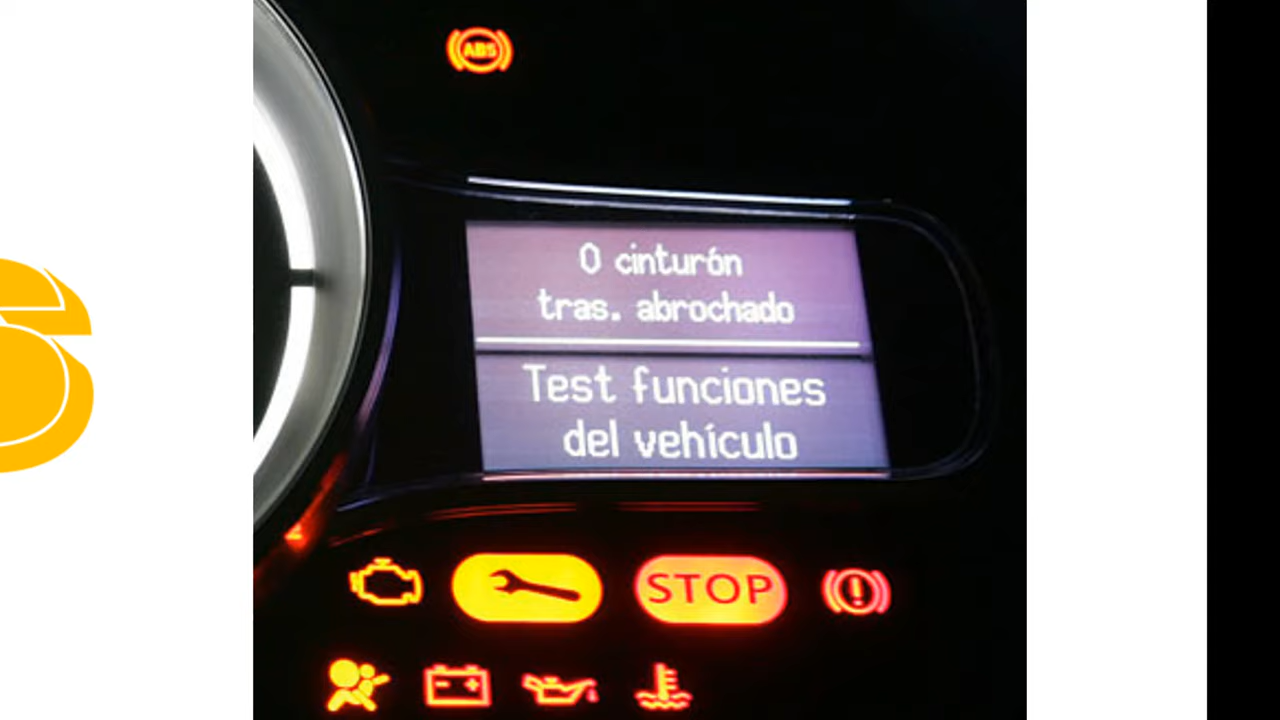 ABS
0 cinturón
tras. abrochado
Test funciones
del vehículo
STOP